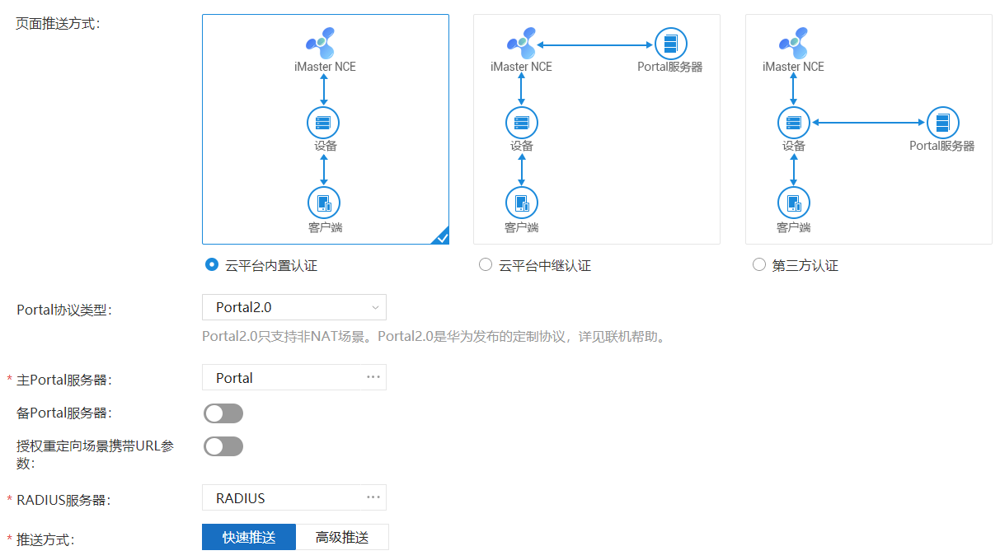 页面推送方式：
iMaster NCE
设备
客户端
iMaster NCE
Portal服务器
设备
客户端
iMaster NCE
设备
Portal服务器
客户端
云平台内置认证
云平台中继认证
第三方认证
Portal协议类型：
Portal2.0
Portal2.0只支持非NAT场景。Portal2.0是华为发布的定制协议，详见联机帮助。
* 主Portal服务器：
Portal
备Portal服务器：
授权重定向场景携带URL参
数：
* RADIUS服务器：
RADIUS
* 推送方式：
快速推送
高级推送